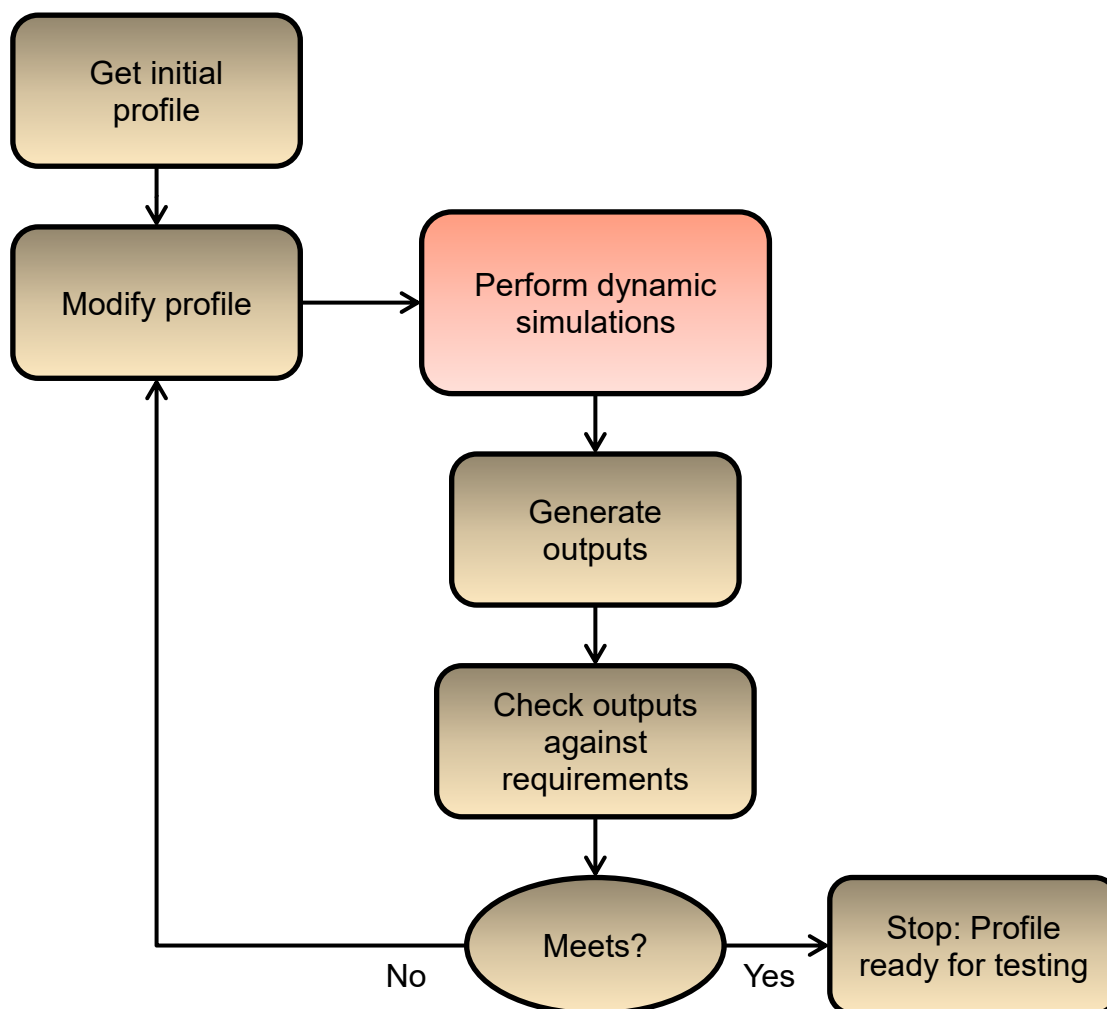 Get initial
profile
Modify profile
Perform dynamic
simulations
Generate
outputs
Check outputs
against
requirements
Meets?
No
Yes
Stop: Profile
ready for testing